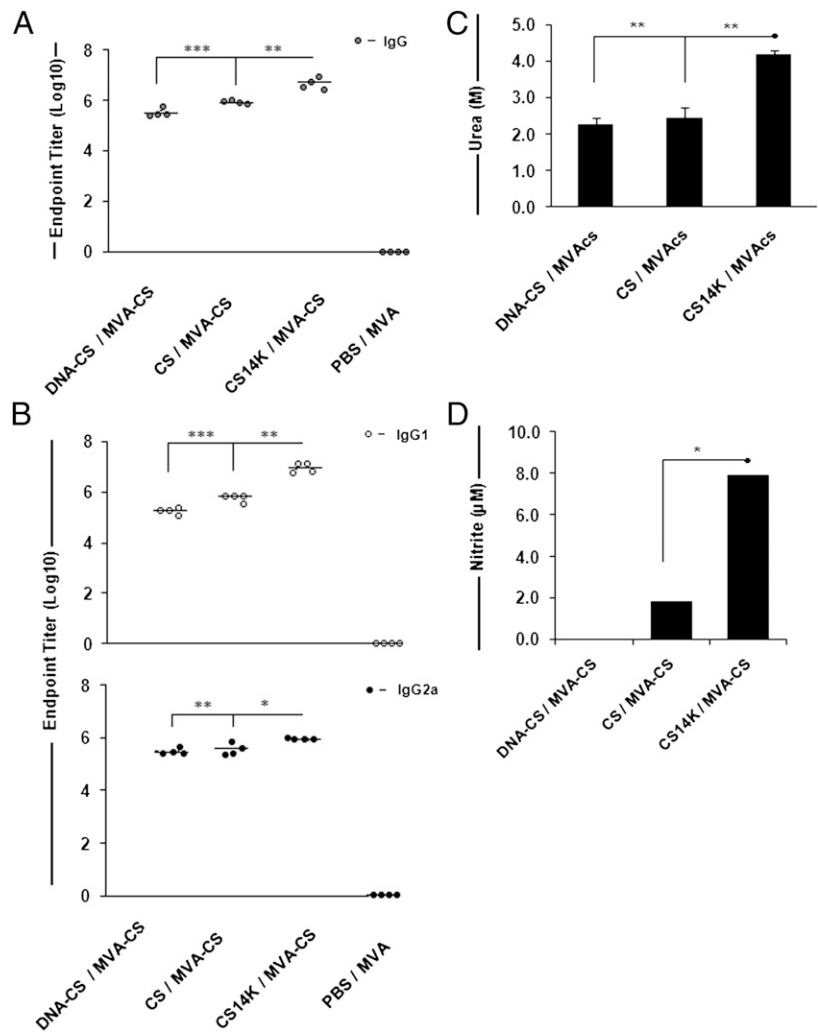 A
Endpoint Titer (Log10)
8
6
4
2
0
*** **
IgG
DNA-CS / MVA-CS
CS / MVA-CS
CS14K / MVA-CS
PBS / MVA
B
Endpoint Titer (Log10)
8
6
4
2
0
*** **
IgG1
8
6
4
2
0
** *
IgG2a
DNA-CS / MVA-CS
CS / MVA-CS
CS14K / MVA-CS
PBS / MVA
C
Urea (M)
5.0
4.0
3.0
2.0
1.0
0.0
** **
DNA-CS / MVAcs
CS / MVAcs
CS14K / MVAcs
D
Nitrite (µM)
10.0
8.0
6.0
4.0
2.0
0.0
*
DNA-CS / MVA-CS
CS / MVA-CS
CS14K / MVA-CS